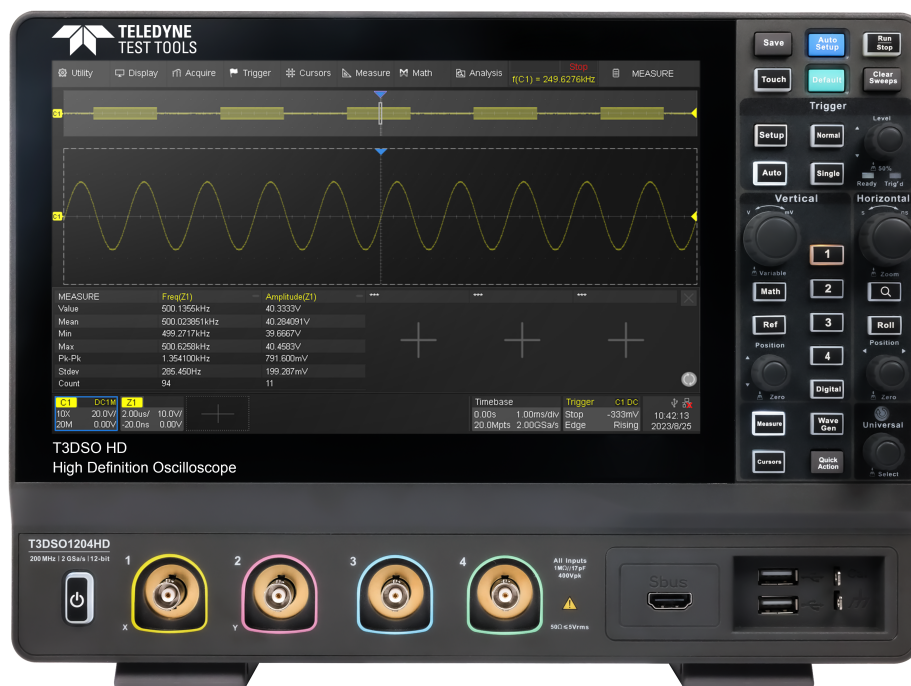 TELEDYNE
TEST TOOLS
Utility Display Acquire Trigger Cursors Measure Math Analysis
Stop
f(C1) = 249.6276kHz
MEASURE
C1
C1
MEASURE Freq(Z1) Amplitude(Z1) --- --- ---
Value 500.1355kHz 40.3333V
Mean 500.023851kHz 40.284091V
Min 499.2717kHz 39.6667V
Max 500.6258kHz 40.4583V
Pk-Pk 1.354100kHz 791.600mV
Stdev 285.450Hz 199.287mV
Count 94 11
C1 DC1M
10X 20.0V/
20M 0.00V
Z1
2.00us/ 10.0V/
-20.0ns 0.00V
Timebase
0.00s 1.00ms/div
20.0Mpts 2.00GSa/s
Trigger C1 DC
Stop -333mV
Edge Rising
10:42:13
2023/8/25
T3DSO HD
High Definition Oscilloscope
Save
Auto
Setup
Run
Stop
Touch
Default
Clear
Sweeps
Trigger
Level
Setup
Normal
50%
Auto
Single
Ready Trig'd
Vertical
Horizontal
V mV
s ns
1
Variable
Zoom
Math
2
Ref
3
Roll
Position
Position
4
Zero
Digital
Zero
Measure
Wave
Gen
Universal
Cursors
Quick
Action
Select
T3DSO1204HD
200 MHz | 2 GSa/s | 12-bit
1
2
3
4
X
Y
All Inputs
1MΩ//17pF
400Vpk
50Ω≤5Vrms
Sbus